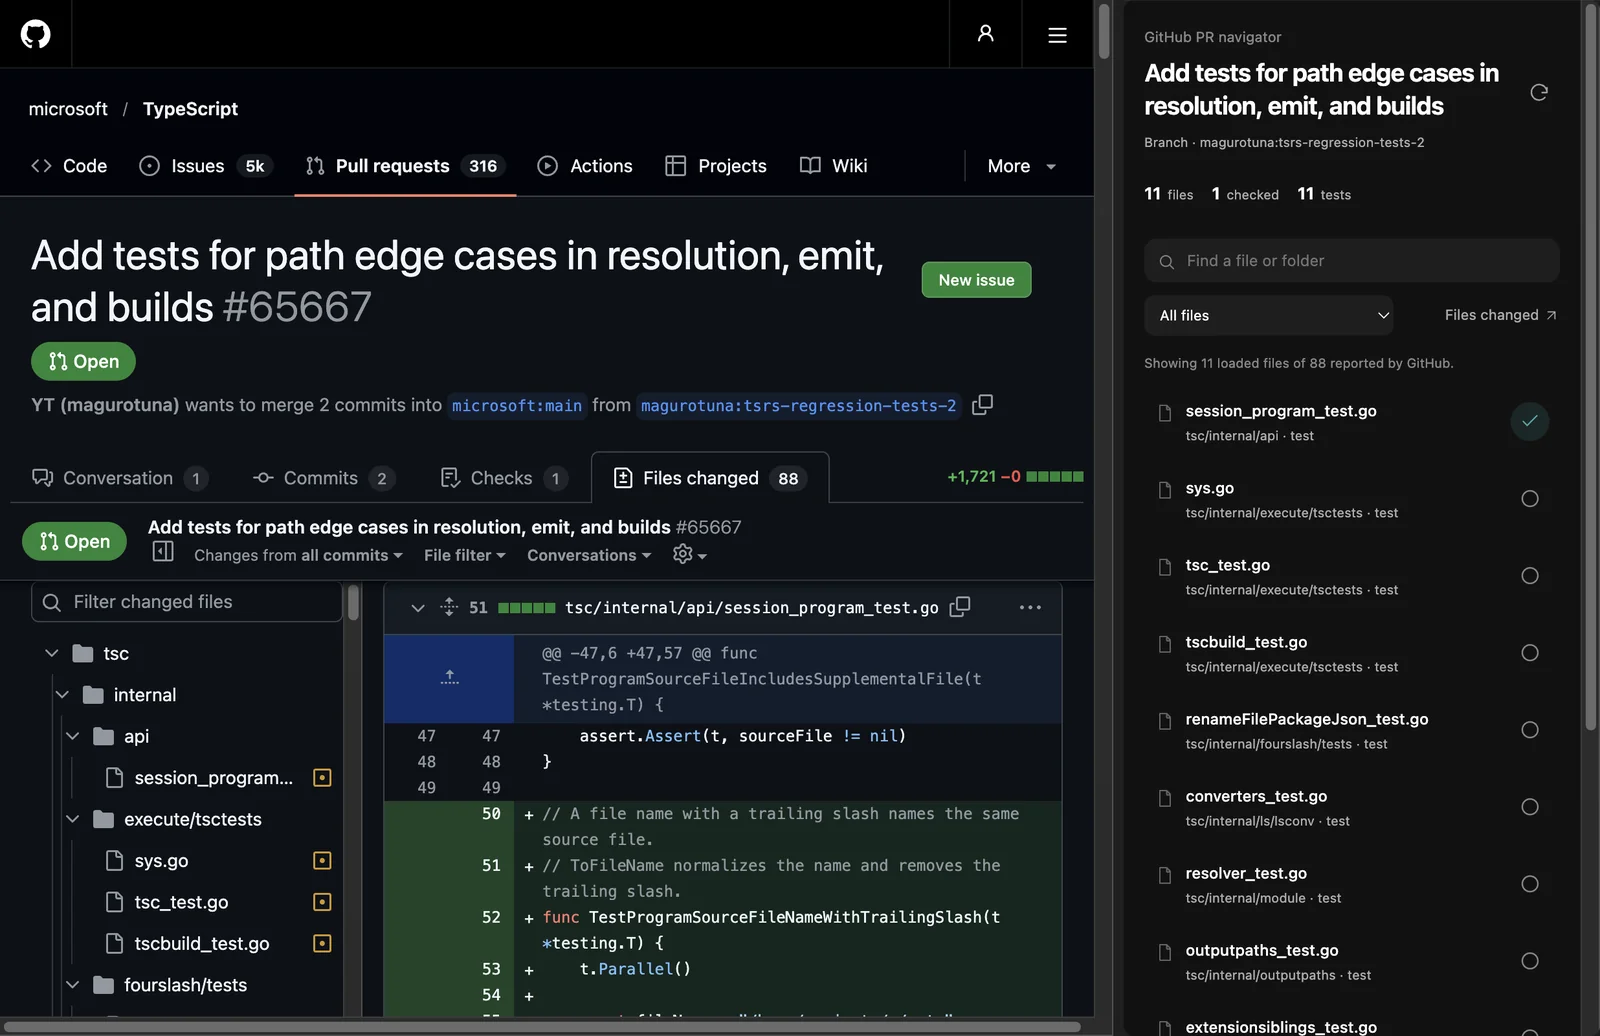 microsoft / TypeScript
Code
Issues 5k
Pull requests 316
Actions
Projects
Wiki
More
Add tests for path edge cases in resolution, emit,
and builds #65667
New issue
Open
YT (magurotuna) wants to merge 2 commits into microsoft:main from magurotuna:tsrs-regression-tests-2
Conversation 1
Commits 2
Checks 1
Files changed 88
+1,721 −0
Open
Add tests for path edge cases in resolution, emit, and builds #65667
Changes from all commits
File filter
Conversations
Filter changed files
tsc
internal
api
session_program...
execute/tsctests
sys.go
tsc_test.go
tscbuild_test.go
fourslash/tests
51 tsc/internal/api/session_program_test.go
@@ -47,6 +47,57 @@ func
TestProgramSourceFileIncludesSupplementalFile(t
*testing.T) {
47 47 assert.Assert(t, sourceFile != nil)
48 48 }
49 49
50 + // A file name with a trailing slash names the same
source file.
51 + // ToFileName normalizes the name and removes the
trailing slash.
52 + func TestProgramSourceFileNameWithTrailingSlash(t
*testing.T) {
53 + t.Parallel()
54 +
GitHub PR navigator
Add tests for path edge cases in
resolution, emit, and builds
Branch · magurotuna:tsrs-regression-tests-2
11 files 1 checked 11 tests
Find a file or folder
All files
Files changed ↗
Showing 11 loaded files of 88 reported by GitHub.
session_program_test.go
tsc/internal/api · test
sys.go
tsc/internal/execute/tsctests · test
tsc_test.go
tsc/internal/execute/tsctests · test
tscbuild_test.go
tsc/internal/execute/tsctests · test
renameFilePackageJson_test.go
tsc/internal/fourslash/tests · test
converters_test.go
tsc/internal/ls/lsconv · test
resolver_test.go
tsc/internal/module · test
outputpaths_test.go
tsc/internal/outputpaths · test
extensionsiblings_test.go